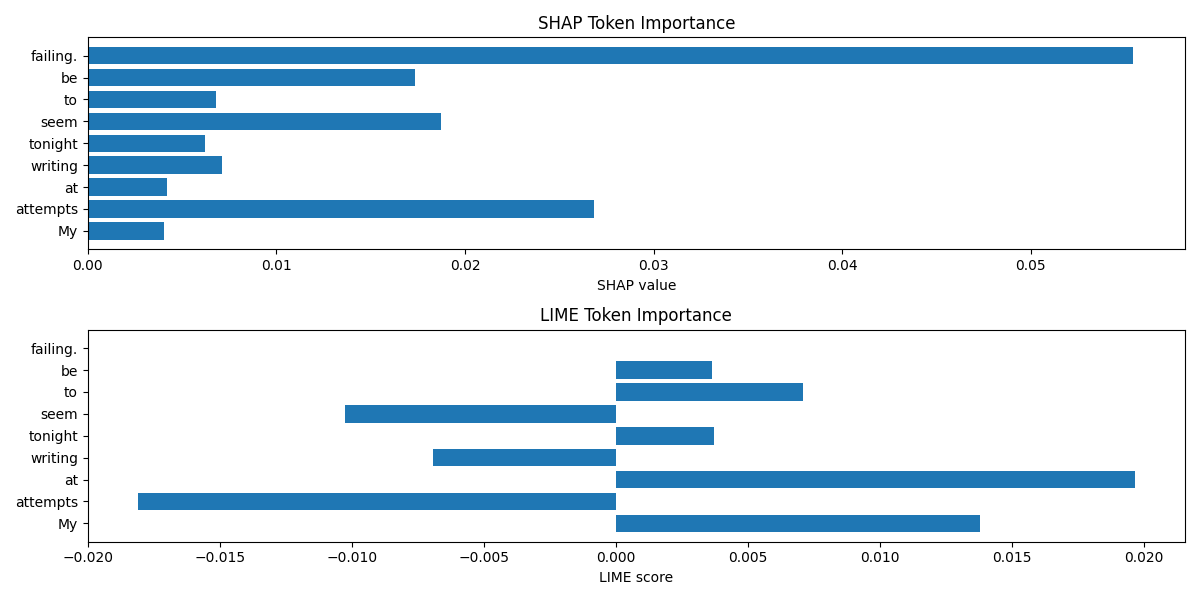 SHAP Token Importance
failing.
be
to
seem
tonight
writing
at
attempts
My
0.00 0.01 0.02 0.03 0.04 0.05
SHAP value
LIME Token Importance
failing.
be
to
seem
tonight
writing
at
attempts
My
−0.020 −0.015 −0.010 −0.005 0.000 0.005 0.010 0.015 0.020
LIME score